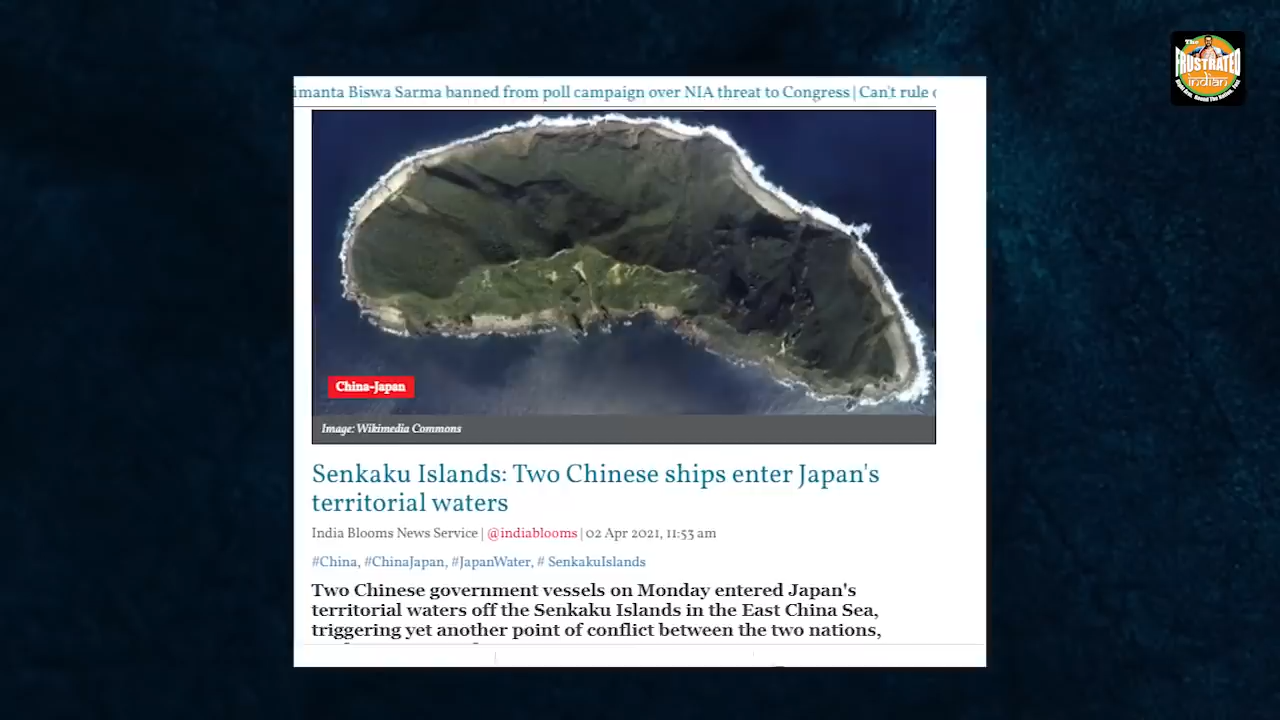 The
FRUSTRATED
indian
imanta Biswa Sarma banned from poll campaign over NIA threat to Congress | Can't rule
China-Japan
Image: Wikimedia Commons
Senkaku Islands: Two Chinese ships enter Japan's
territorial waters
India Blooms News Service | @indiablooms | 02 Apr 2021, 11:53 am
#China, #ChinaJapan, #JapanWater, # SenkakuIslands
Two Chinese government vessels on Monday entered Japan's
territorial waters off the Senkaku Islands in the East China Sea,
triggering yet another point of conflict between the two nations,